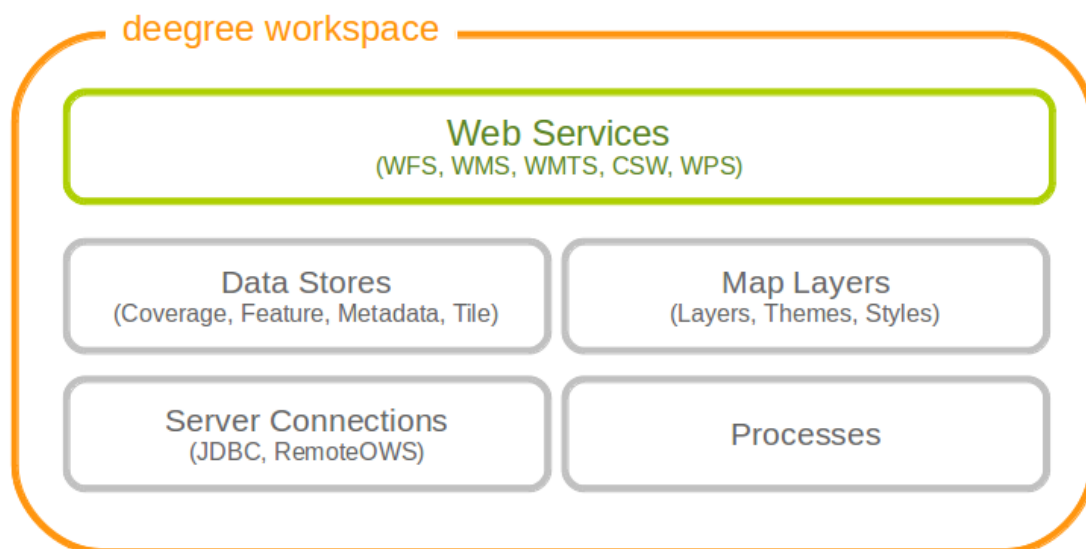 deegree workspace
Web Services
(WFS, WMS, WMTS, CSW, WPS)
Data Stores
(Coverage, Feature, Metadata, Tile)
Map Layers
(Layers, Themes, Styles)
Server Connections
(JDBC, RemoteOWS)
Processes